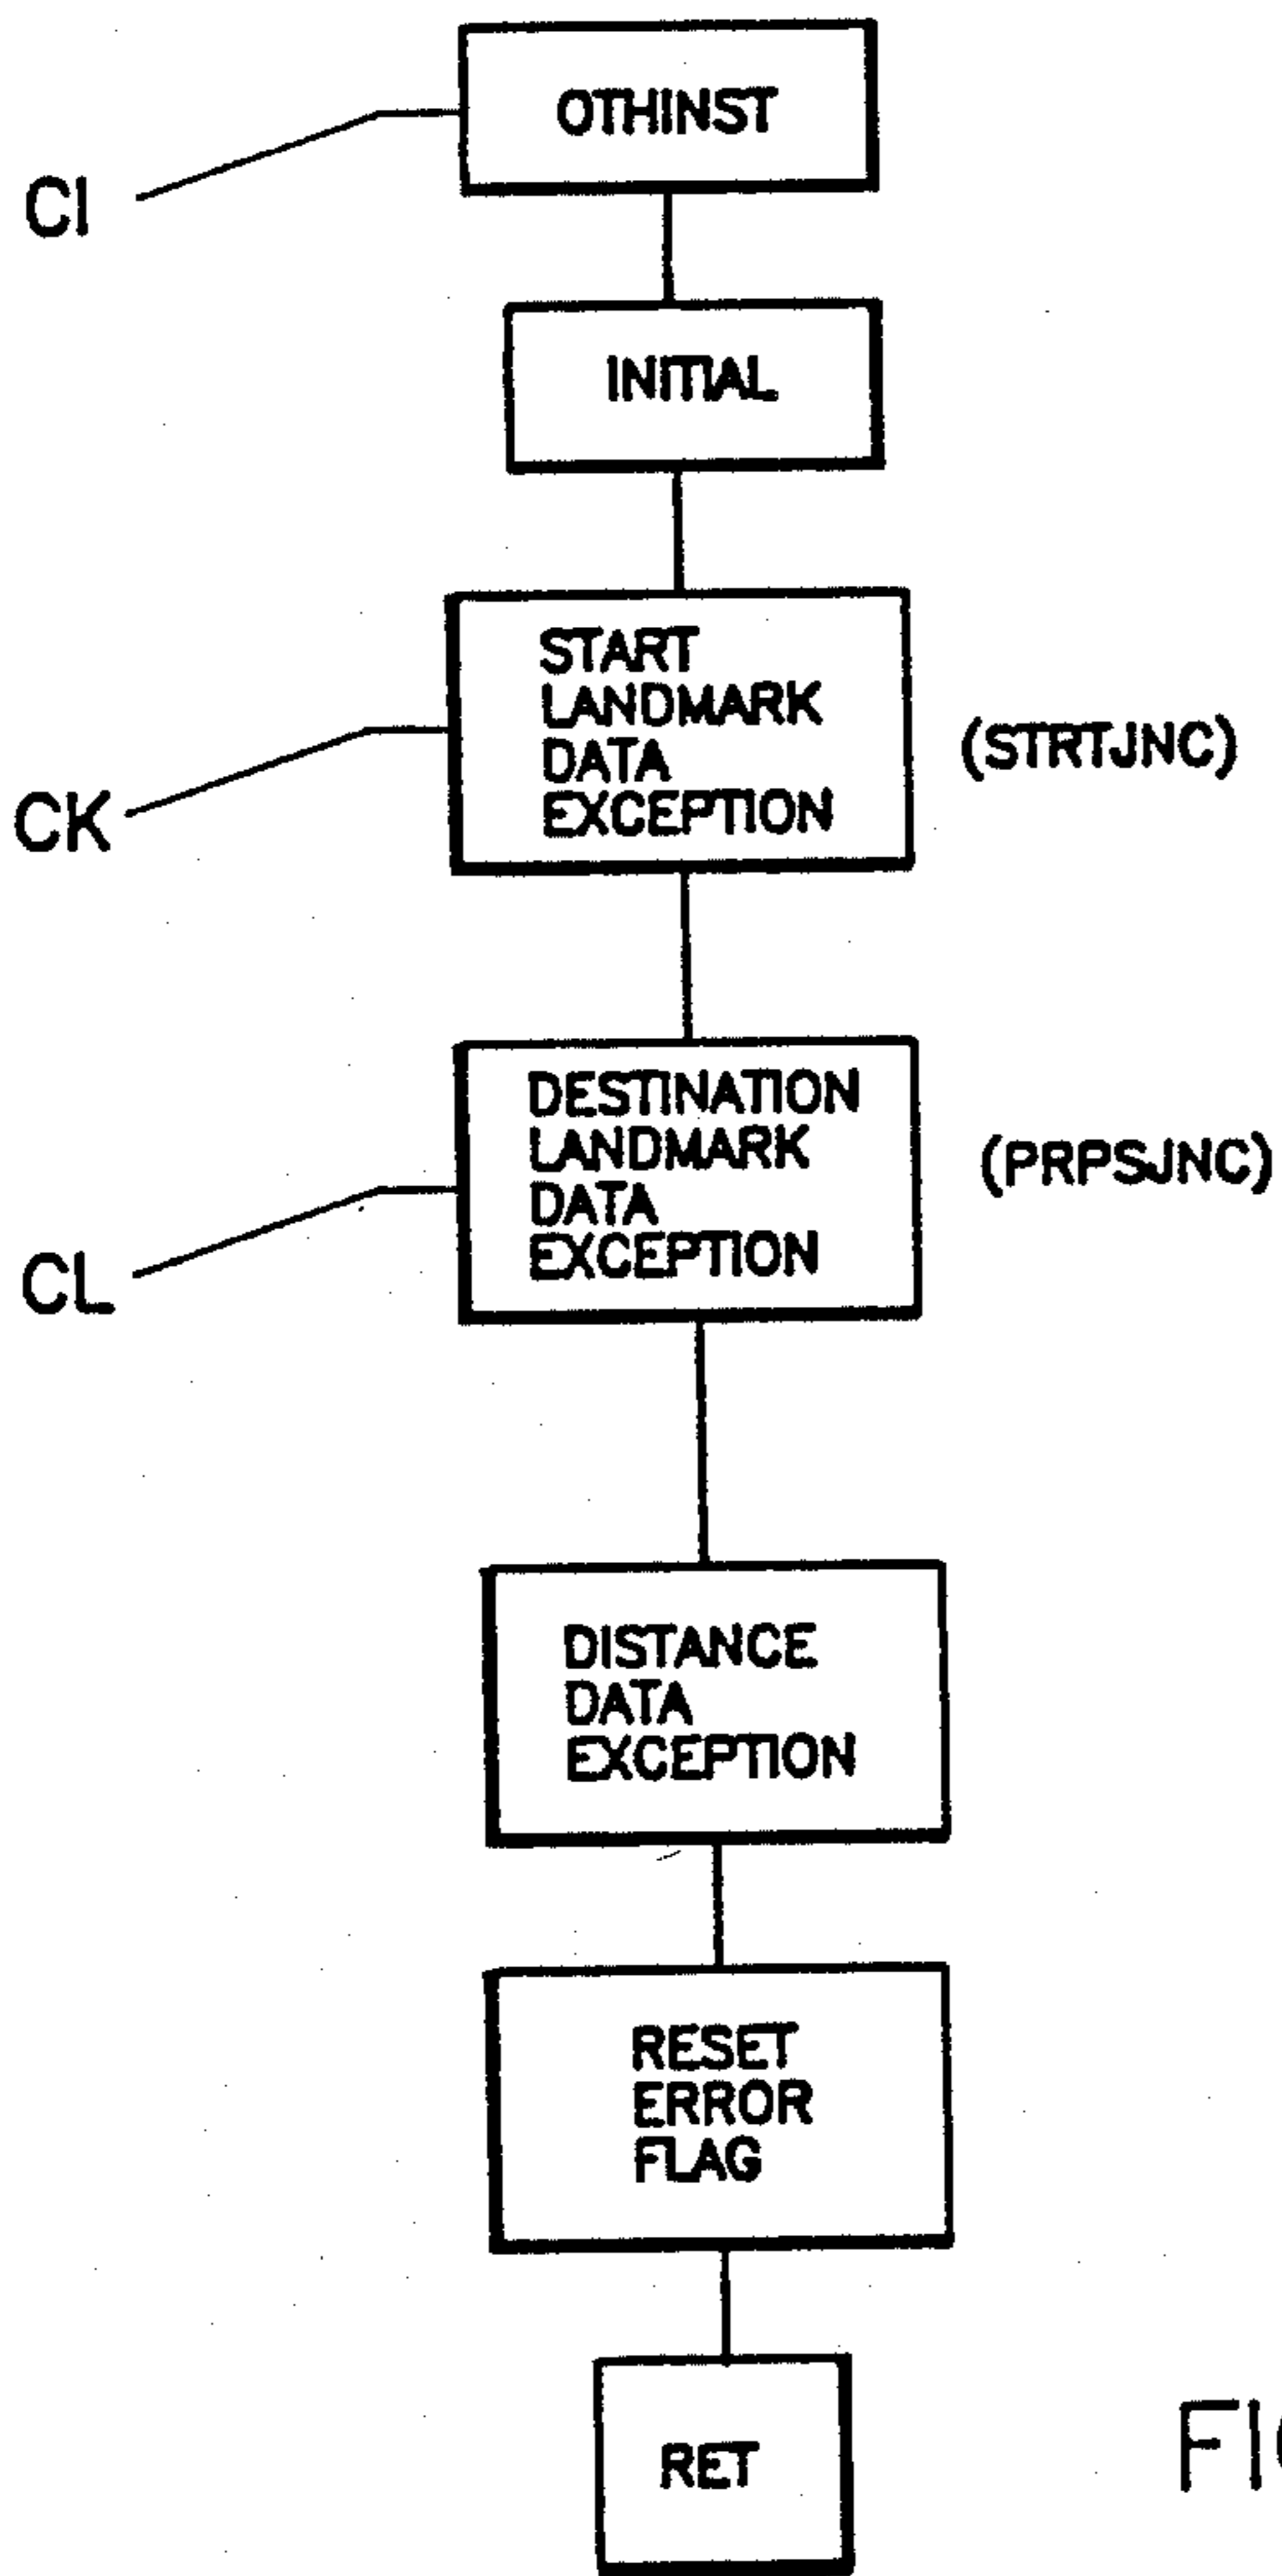 OTHINST
CI
INITIAL
START
LANDMARK
DATA
EXCEPTION
(STRTJNC)
CK
DESTINATION
LANDMARK
DATA
EXCEPTION
(PRPSJNC)
CL
DISTANCE
DATA
EXCEPTION
RESET
ERROR
FLAG
RET